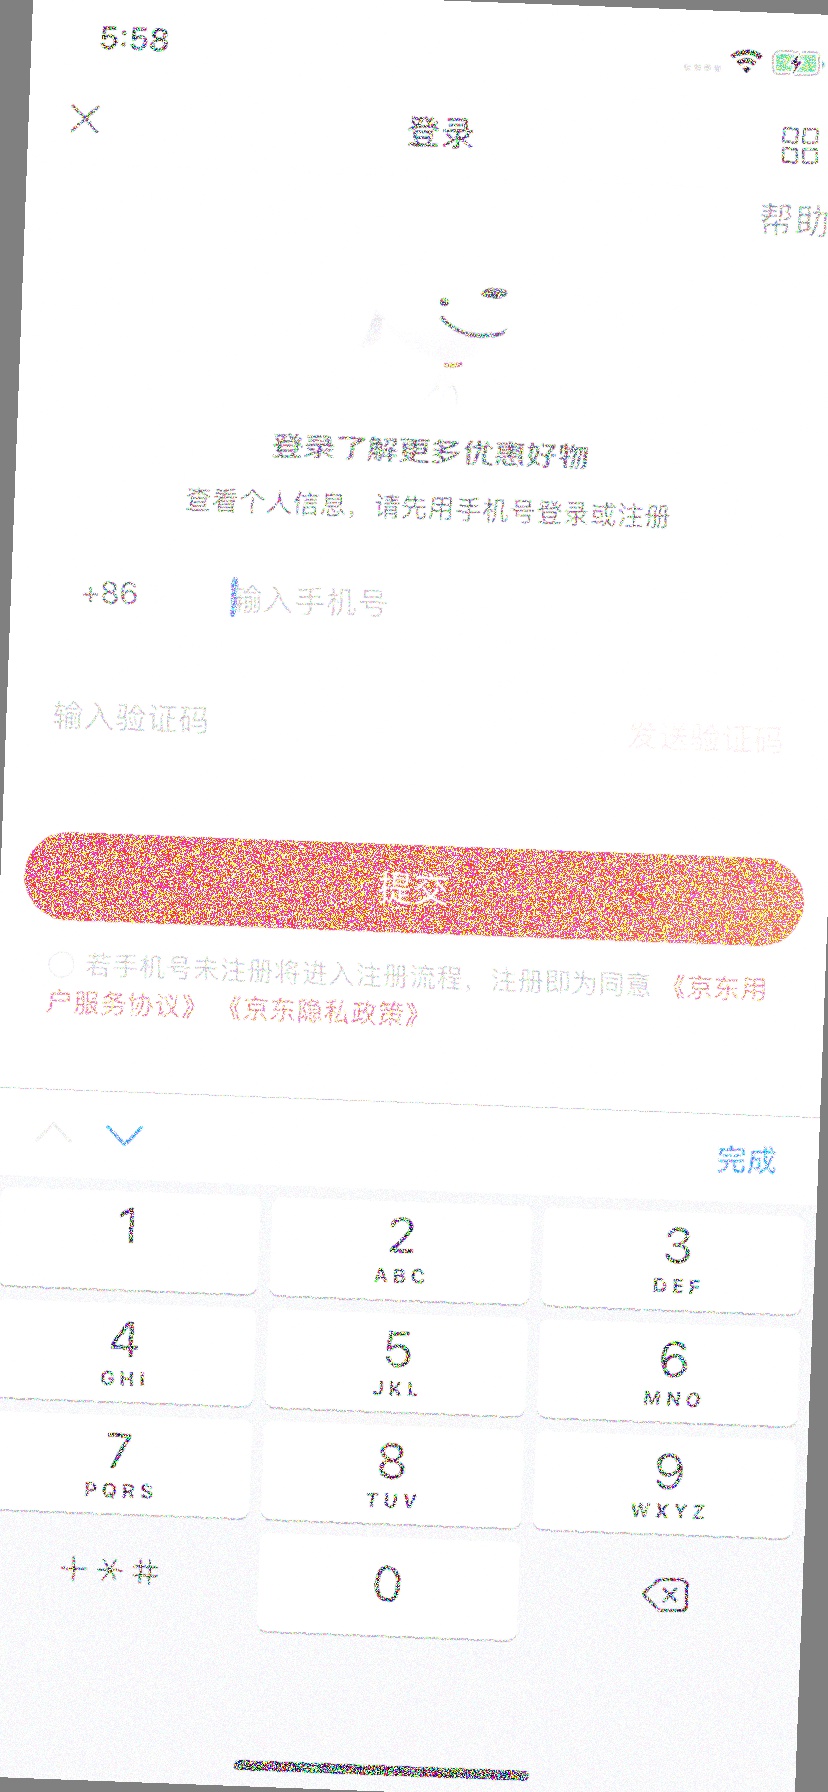 5:58
登录
帮助
登录了解更多优惠好物
查看个人信息，请先用手机号登录或注册
+86 输入手机号
输入验证码 发送验证码
提交
若手机号未注册将进入注册流程，注册即为同意 《京东用
户服务协议》 《京东隐私政策》
完成
1 2 3
ABC DEF
4 5 6
GHI JKL MNO
7 8 9
PQRS TUV WXYZ
+*# 0